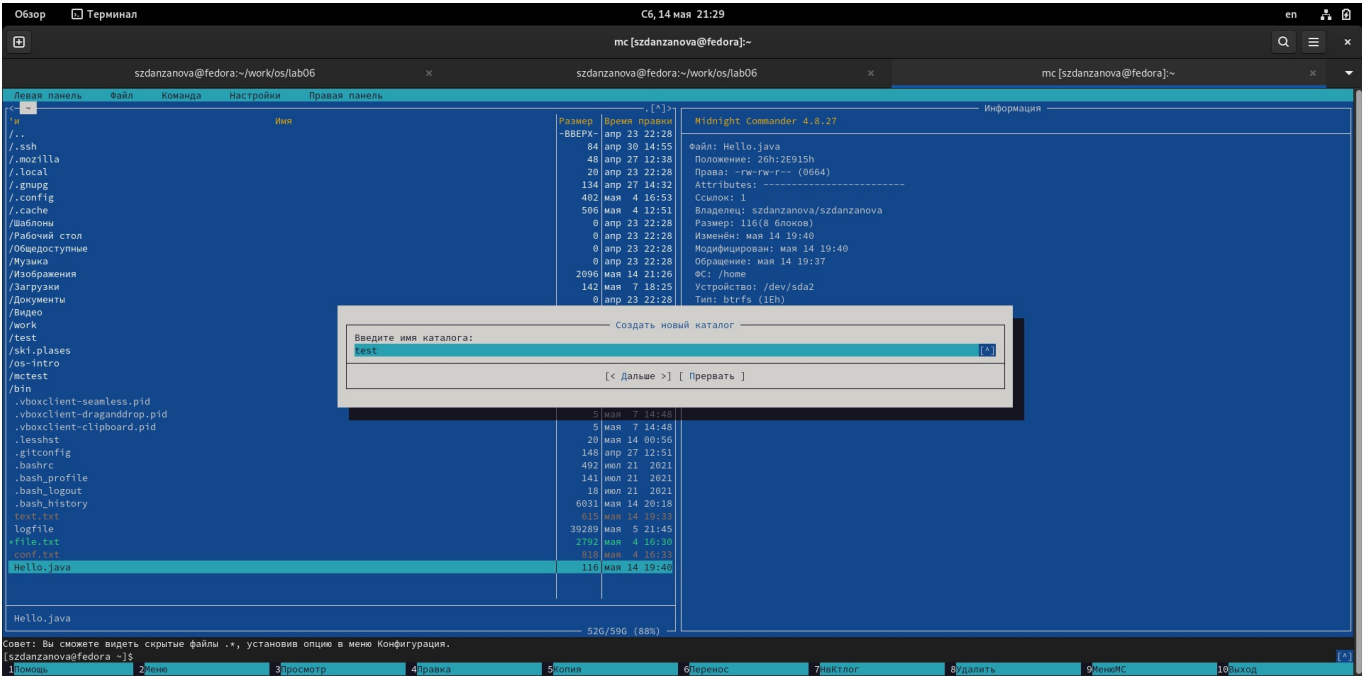 Обзор Терминал Сб, 14 мая 21:29 en
mc [szdanzanova@fedora]:~
szdanzanova@fedora:~/work/os/lab06 × szdanzanova@fedora:~/work/os/lab06 × mc [szdanzanova@fedora]:~ ×
Левая панель Файл Команда Настройки Правая панель
<─ ~ .[^]>
'и Имя Размер Время правки
/.. -ВВЕРХ- апр 23 22:28
/.ssh 84 апр 30 14:55
/.mozilla 48 апр 27 12:38
/.local 20 апр 23 22:28
/.gnupg 134 апр 27 14:32
/.config 402 мая 4 16:53
/.cache 506 мая 4 12:51
/Шаблоны 0 апр 23 22:28
/Рабочий стол 0 апр 23 22:28
/Общедоступные 0 апр 23 22:28
/Музыка 0 апр 23 22:28
/Изображения 2096 мая 14 21:26
/Загрузки 142 мая 7 18:25
/Документы 0 апр 23 22:28
/Видео
/work
/test
/ski.plases
/os-intro
/mctest
/bin
.vboxclient-seamless.pid
.vboxclient-draganddrop.pid 5 мая 7 14:48
.vboxclient-clipboard.pid 5 мая 7 14:48
.lesshst 20 мая 14 00:56
.gitconfig 148 апр 27 12:51
.bashrc 492 июл 21 2021
.bash_profile 141 июл 21 2021
.bash_logout 18 июл 21 2021
.bash_history 6031 мая 14 20:18
text.txt 615 мая 14 19:33
logfile 39289 мая 5 21:45
*file.txt 2792 мая 4 16:30
conf.txt 818 мая 4 16:33
Hello.java 116 мая 14 19:40
Hello.java
52G/59G (88%)
Информация
Midnight Commander 4.8.27
Файл: Hello.java
Положение: 26h:2E915h
Права: -rw-rw-r-- (0664)
Attributes: --------------------------
Ссылок: 1
Владелец: szdanzanova/szdanzanova
Размер: 116(8 блоков)
Изменён: мая 14 19:40
Модифицирован: мая 14 19:40
Обращение: мая 14 19:37
ФС: /home
Устройство: /dev/sda2
Тип: btrfs (1Eh)
Создать новый каталог
Введите имя каталога:
test [^]
[< Дальше >] [ Прервать ]
Совет: Вы сможете видеть скрытые файлы .*, установив опцию в меню Конфигурация.
[szdanzanova@fedora ~]$ [^]
1Помощь 2Меню 3Просмотр 4Правка 5Копия 6Перенос 7НвКтлог 8Удалить 9МенюMC 10Выход